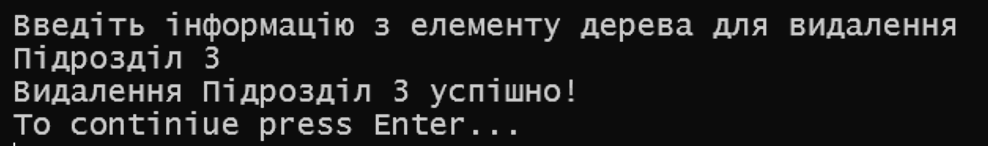 Введіть інформацію з елементу дерева для видалення
Підрозділ 3
Видалення Підрозділ 3 успішно!
To continiue press Enter...